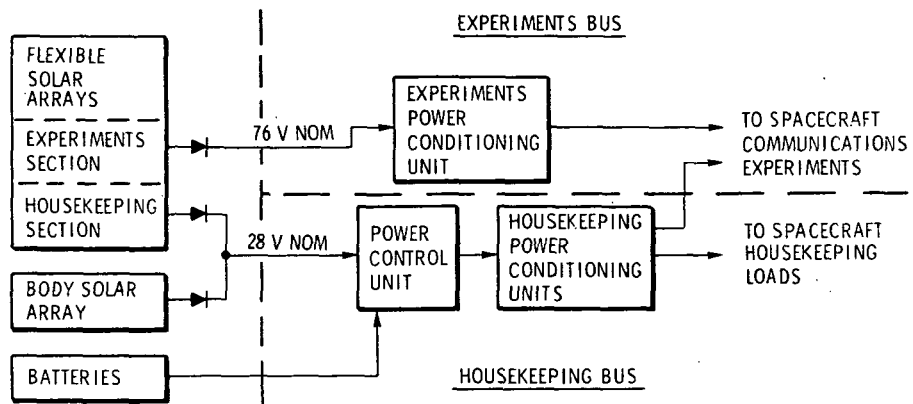 EXPERIMENTS BUS
FLEXIBLE
SOLAR
ARRAYS
EXPERIMENTS
SECTION
HOUSEKEEPING
SECTION
76 V NOM
EXPERIMENTS
POWER
CONDITIONING
UNIT
TO SPACECRAFT
COMMUNICATIONS
EXPERIMENTS
28 V NOM
POWER
CONTROL
UNIT
HOUSEKEEPING
POWER
CONDITIONING
UNITS
TO SPACECRAFT
HOUSEKEEPING
LOADS
BODY SOLAR
ARRAY
BATTERIES
HOUSEKEEPING BUS